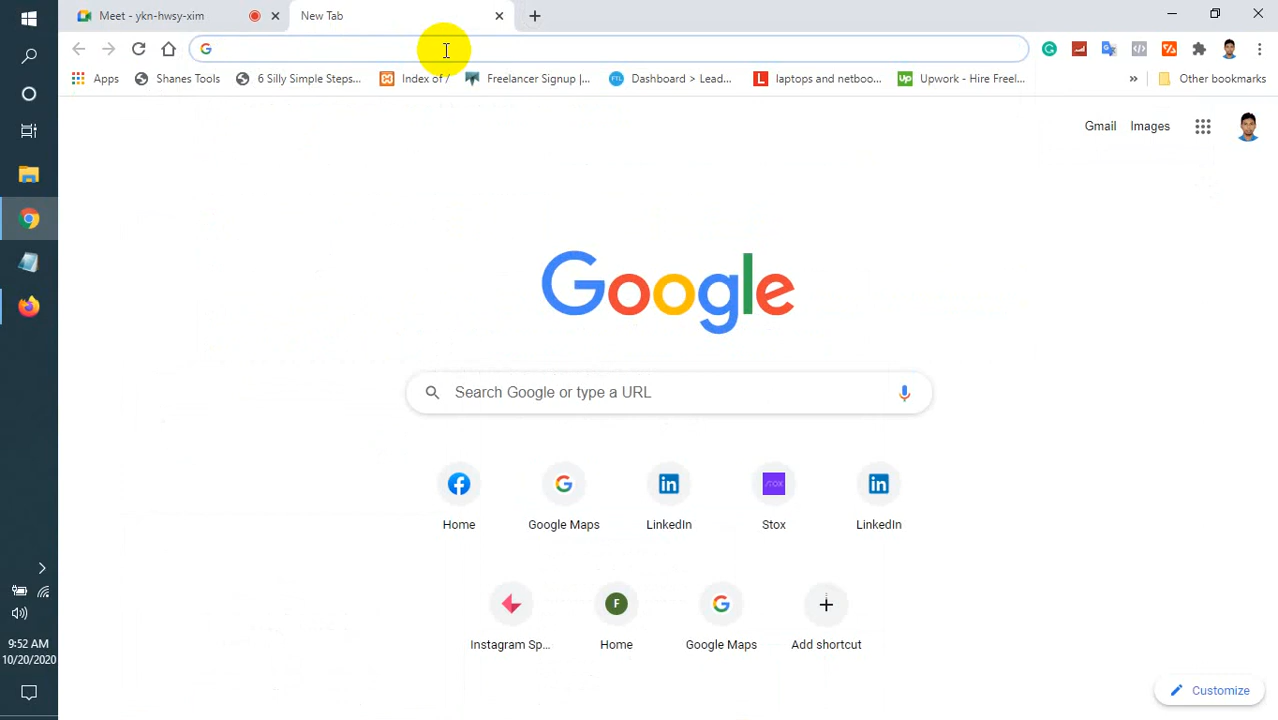 Meet - ykn-hwsy-xim
New Tab
Apps
Shanes Tools
6 Silly Simple Steps...
Index of /
Freelancer Signup |...
Dashboard > Lead...
laptops and netboo...
Upwork - Hire Freel...
»
Other bookmarks
Gmail
Images
Google
Search Google or type a URL
Home
Google Maps
LinkedIn
Stox
LinkedIn
Instagram Sp...
F
Home
Google Maps
Add shortcut
9:52 AM
10/20/2020
Customize